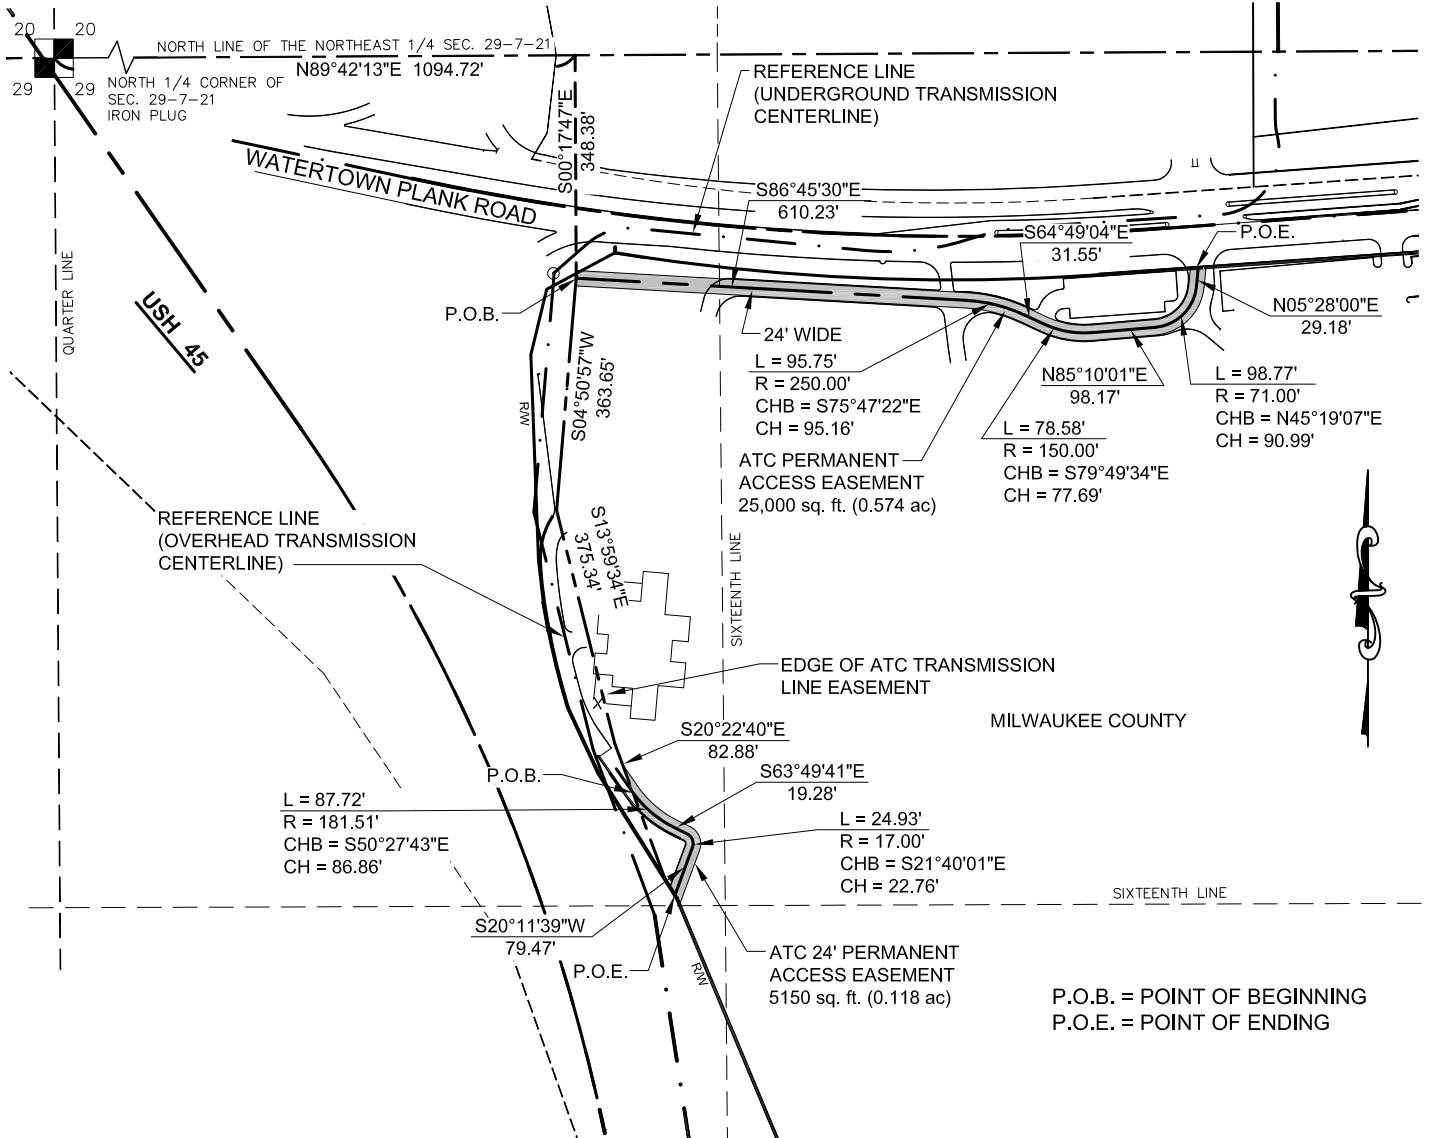 20
20
29
29
NORTH LINE OF THE NORTHEAST 1/4 SEC. 29-7-21
N89°42'13"E 1094.72'
NORTH 1/4 CORNER OF
SEC. 29-7-21
IRON PLUG
S00°17'47"E
348.38'
REFERENCE LINE
(UNDERGROUND TRANSMISSION
CENTERLINE)
WATERTOWN PLANK ROAD
S86°45'30"E
610.23'
S64°49'04"E
31.55'
P.O.E.
QUARTER LINE
USH 45
P.O.B.
24' WIDE
N05°28'00"E
29.18'
L = 95.75'
R = 250.00'
CHB = S75°47'22"E
CH = 95.16'
N85°10'01"E
98.17'
L = 98.77'
R = 71.00'
CHB = N45°19'07"E
CH = 90.99'
S04°50'57"W
363.65'
R/W
L = 78.58'
R = 150.00'
CHB = S79°49'34"E
CH = 77.69'
ATC PERMANENT
ACCESS EASEMENT
25,000 sq. ft. (0.574 ac)
REFERENCE LINE
(OVERHEAD TRANSMISSION
CENTERLINE)
S13°59'34"E
375.34'
SIXTEENTH LINE
EDGE OF ATC TRANSMISSION
LINE EASEMENT
MILWAUKEE COUNTY
S20°22'40"E
82.88'
P.O.B.
S63°49'41"E
19.28'
L = 87.72'
R = 181.51'
CHB = S50°27'43"E
CH = 86.86'
L = 24.93'
R = 17.00'
CHB = S21°40'01"E
CH = 22.76'
SIXTEENTH LINE
S20°11'39"W
79.47'
P.O.E.
R/W
ATC 24' PERMANENT
ACCESS EASEMENT
5150 sq. ft. (0.118 ac)
P.O.B. = POINT OF BEGINNING
P.O.E. = POINT OF ENDING